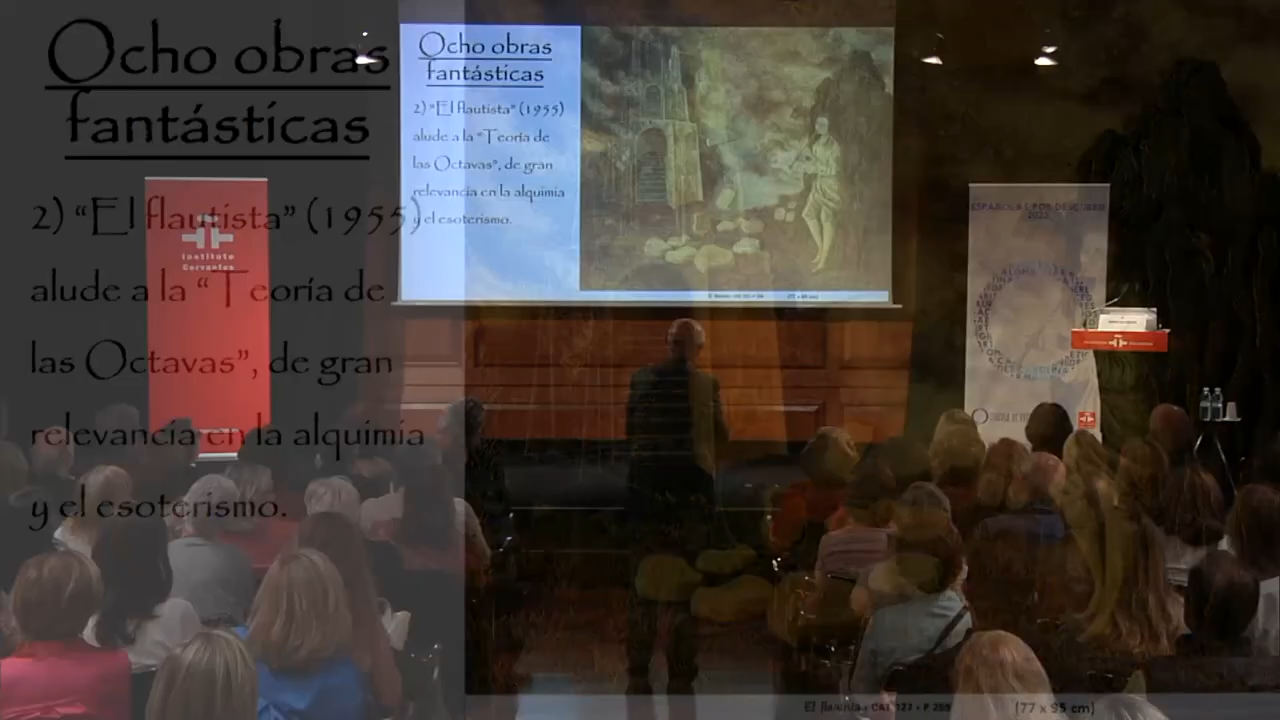 Ocho obras
fantásticas
2) “El flautista” (1955)
alude a la “Teoría de
las Octavas”, de gran
relevancia en la alquimia
y el esoterismo.
Ocho obras
fantásticas
2) “El flautista” (1955)
alude a la “Teoría de
las Octavas”, de gran
relevancia en la alquimia
y el esoterismo.
Instituto
Cervantes
(77 x 95 cm)